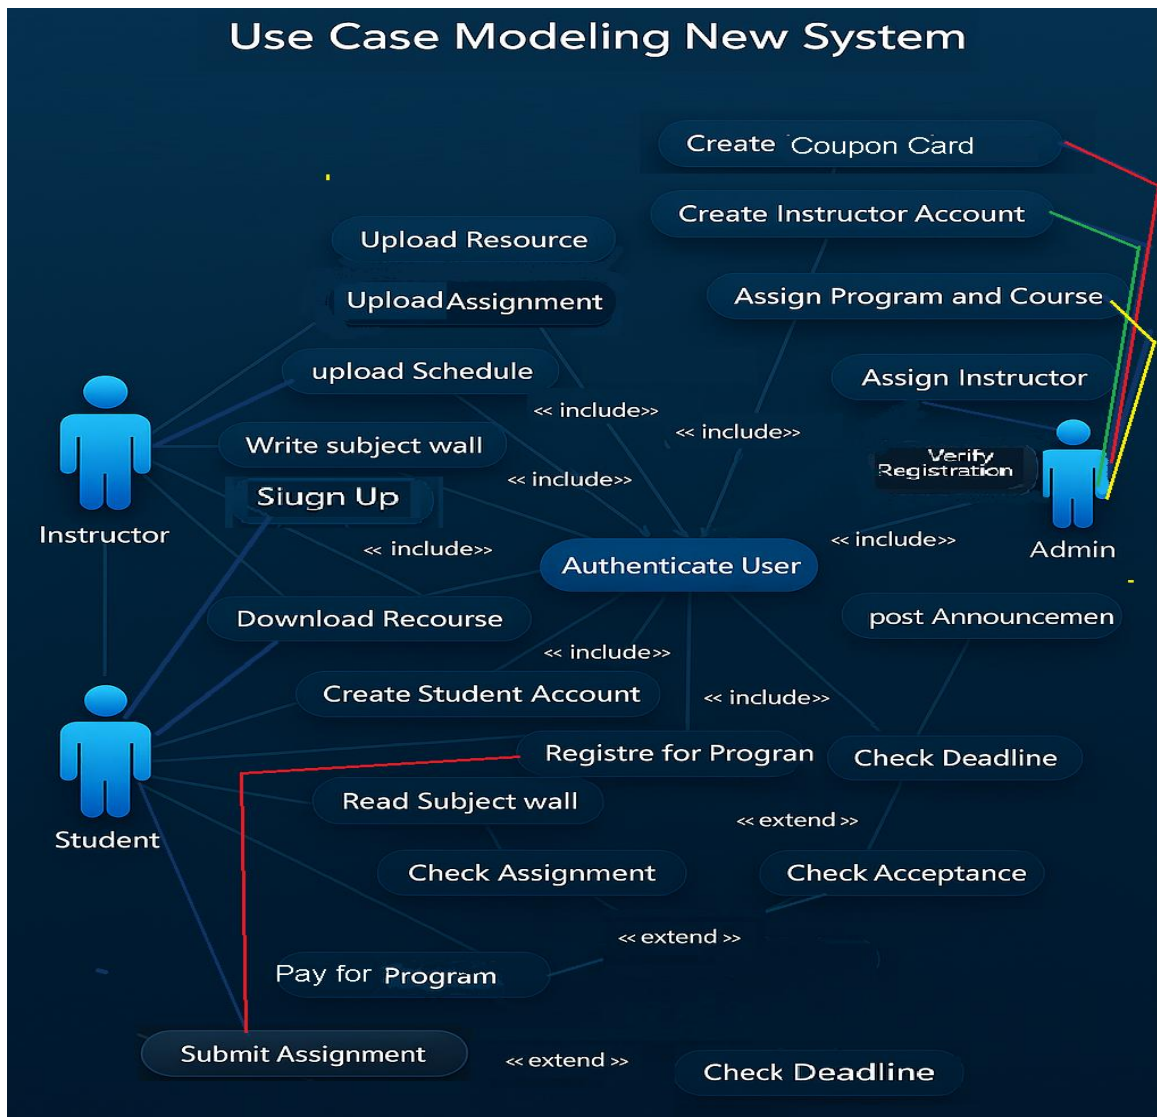 Use Case Modeling New System
Create Coupon Card
Create Instructor Account
Upload Resource
Assign Program and Course
Upload Assignment
upload Schedule
Assign Instructor
<< include>>
<< include>>
Write subject wall
Verify
Registration
<< include>>
Siugn Up
Instructor
<< include>>
<< include>>
Admin
Authenticate User
Download Recourse
post Announcemen
<< include>>
Create Student Account
<< include>>
Registre for Progran
Check Deadline
Read Subject wall
<< extend >>
Student
Check Assignment
Check Acceptance
<< extend >>
Pay for Program
Submit Assignment
<< extend >>
Check Deadline